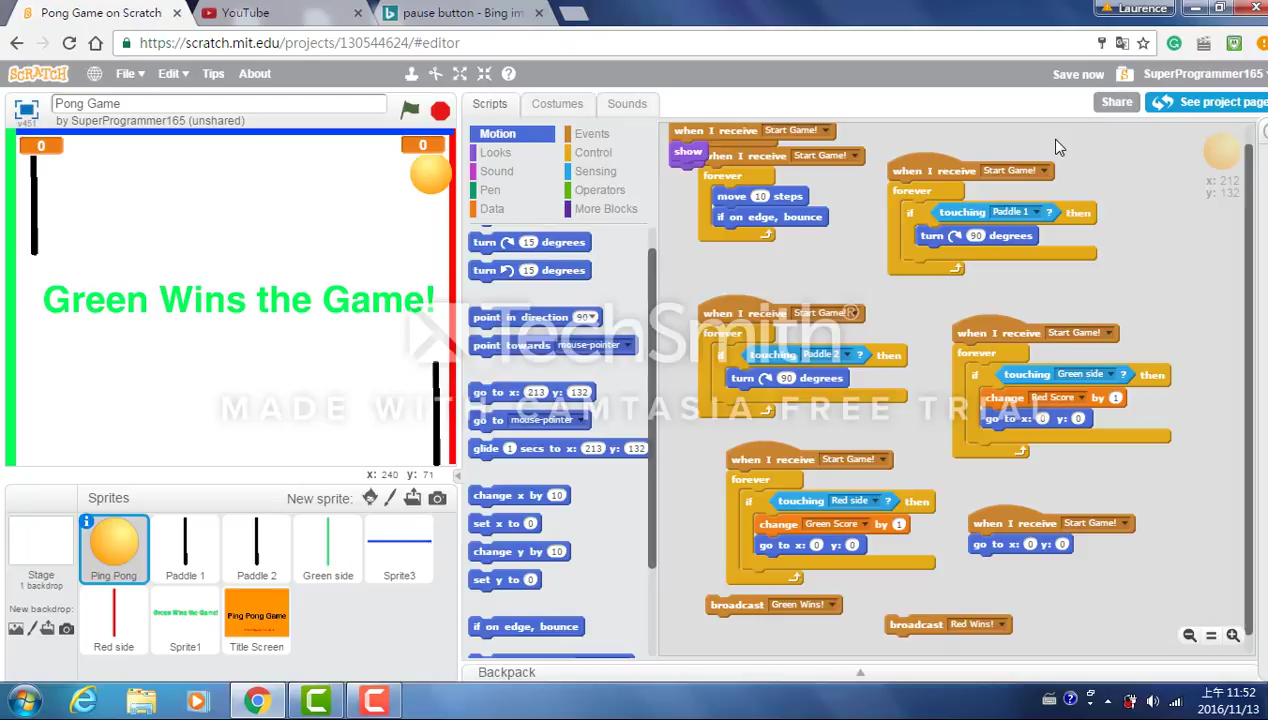 Pong Game on Scratch
YouTube
pause button - Bing im
Laurence
https://scratch.mit.edu/projects/130544624/#editor
SCRATCH
File
Edit
Tips
About
Save now
SuperProgrammer165
Pong Game
by SuperProgrammer165 (unshared)
v451
Scripts
Costumes
Sounds
Share
See project page
0
0
Green Wins the Game!
x: 240 y: 71
Motion
Looks
Sound
Pen
Data
Events
Control
Sensing
Operators
More Blocks
turn 15 degrees
turn 15 degrees
point in direction 90
point towards mouse-pointer
go to x: 213 y: 132
go to mouse-pointer
glide 1 secs to x: 213 y: 132
change x by 10
set x to 0
change y by 10
set y to 0
if on edge, bounce
when I receive Start Game!
show
when I receive Start Game!
forever
move 10 steps
if on edge, bounce
when I receive Start Game!
forever
if touching Paddle 1 ? then
turn 90 degrees
x: 212
y: 132
when I receive Start Game!
forever
if touching Paddle 2 ? then
turn 90 degrees
when I receive Start Game!
forever
if touching Green side ? then
change Red Score by 1
go to x: 0 y: 0
when I receive Start Game!
forever
if touching Red side ? then
change Green Score by 1
go to x: 0 y: 0
when I receive Start Game!
go to x: 0 y: 0
broadcast Green Wins!
broadcast Red Wins!
TechSmith®
MADE WITH CAMTASIA FREE TRIAL
Sprites
New sprite:
Stage
1 backdrop
New backdrop:
Ping Pong
Paddle 1
Paddle 2
Green side
Sprite3
Red side
Green Wins the Game!
Sprite1
Ping Pong Game
Title Screen
Backpack
上午 11:52
2016/11/13